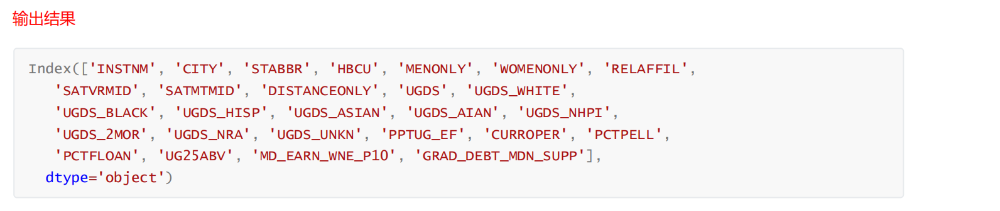 输出结果
Index(['INSTNM', 'CITY', 'STABBR', 'HBCU', 'MENONLY', 'WOMENONLY', 'RELAFFIL',
'SATVRMID', 'SATMTMID', 'DISTANCEONLY', 'UGDS', 'UGDS_WHITE',
'UGDS_BLACK', 'UGDS_HISP', 'UGDS_ASIAN', 'UGDS_AIAN', 'UGDS_NHPI',
'UGDS_2MOR', 'UGDS_NRA', 'UGDS_UNKN', 'PPTUG_EF', 'CURROPER', 'PCTPELL',
'PCTFLOAN', 'UG25ABV', 'MD_EARN_WNE_P10', 'GRAD_DEBT_MDN_SUPP'],
dtype='object')